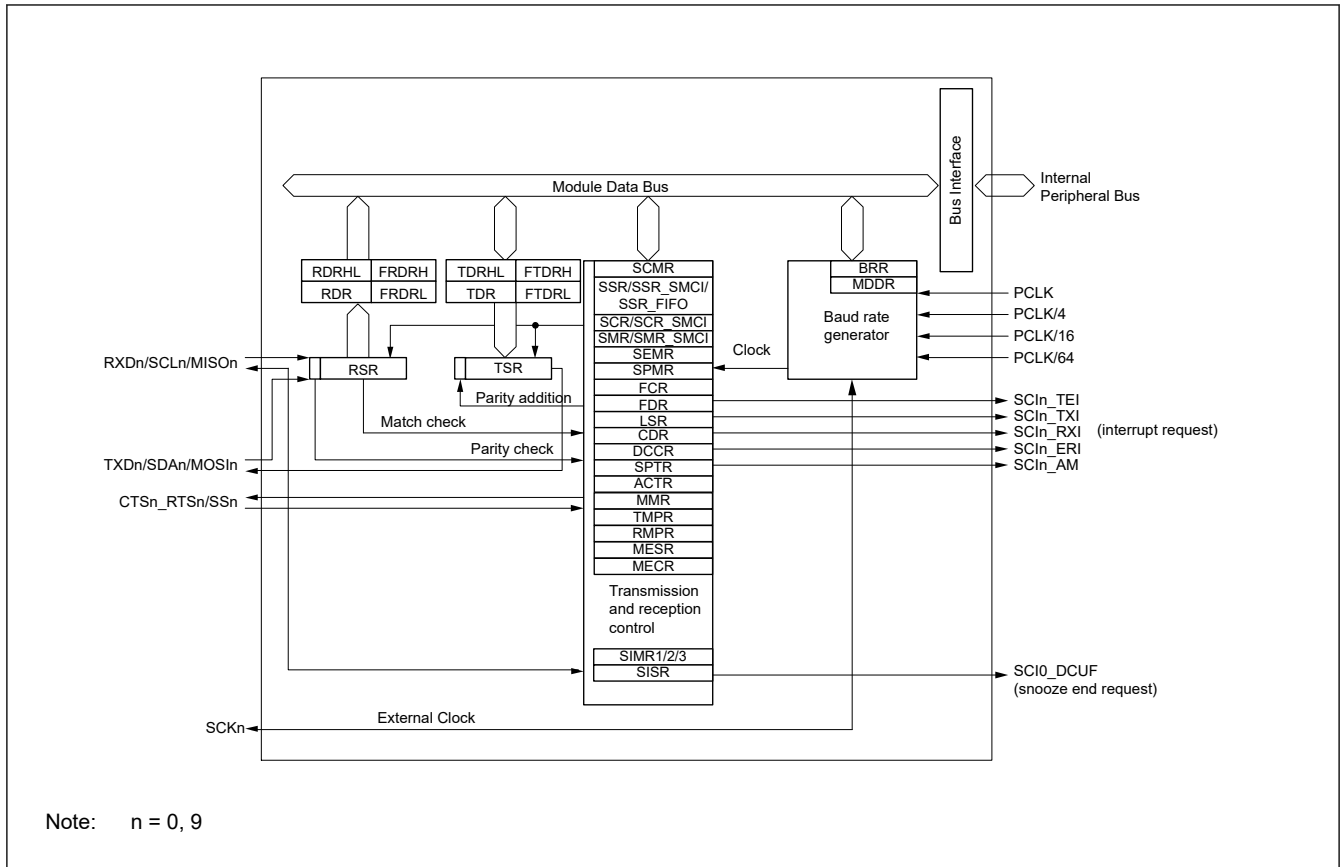 Bus Interface
Internal
Peripheral Bus
Module Data Bus
RDRHL FRDRH
RDR FRDRL
TDRHL FTDRH
TDR FTDRL
SCMR
SSR/SSR_SMCI/
SSR_FIFO
SCR/SCR_SMCI
SMR/SMR_SMCI
SEMR
SPMR
FCR
FDR
LSR
CDR
DCCR
SPTR
ACTR
MMR
TMPR
RMPR
MESR
MECR
Transmission
and reception
control
SIMR1/2/3
SISR
BRR
MDDR
Baud rate
generator
Clock
PCLK
PCLK/4
PCLK/16
PCLK/64
RXDn/SCLn/MISOn
RSR
TSR
Parity addition
Match check
Parity check
TXDn/SDAn/MOSIn
CTSn_RTSn/SSn
SCIn_TEI
SCIn_TXI
SCIn_RXI (interrupt request)
SCIn_ERI
SCIn_AM
SCI0_DCUF
(snooze end request)
SCKn
External Clock
Note: n = 0, 9